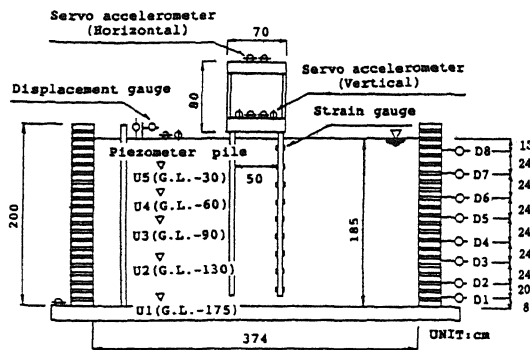 Servo accelerometer
(Horizontal)
70
Servo accelerometer
(Vertical)
Displacement gauge
80
Strain gauge
Piezometer pile
U5(G.L.-30)
50
U4(G.L.-60)
U3(G.L.-90)
U2(G.L.-130)
U1(G.L.-175)
200
185
D8
D7
D6
D5
D4
D3
D2
D1
24
24
24
24
24
24
20
8
374
UNIT:cm